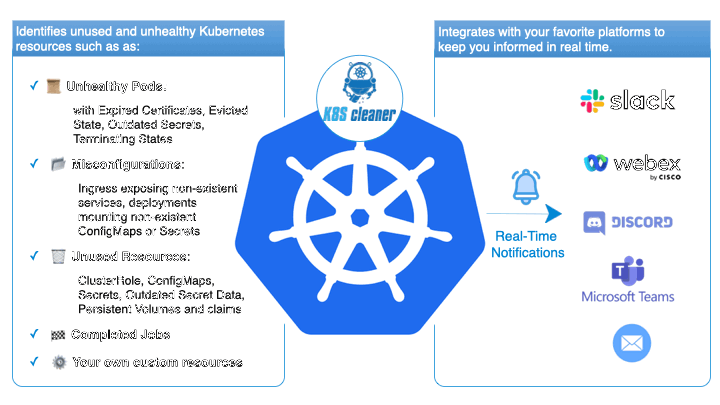 Identifies unused and unhealthy Kubernetes
resources such as as:
✓ Unhealthy Pods.
with Expired Certificates, Evicted
State, Outdated Secrets,
Terminating States
✓ Misconfigurations:
Ingress exposing non-existent
services, deployments
mounting non-existent
ConfigMaps or Secrets
✓ Unused Resources:
ClusterRole, ConfigMaps,
Secrets, Outdated Secret Data,
Persistent Volumes and claims
✓ Completed Jobs
✓ Your own custom resources
K8S cleaner
Real-Time
Notifications
Integrates with your favorite platforms to
keep you informed in real time.
slack
webex
by CISCO
DISCORD
Microsoft Teams